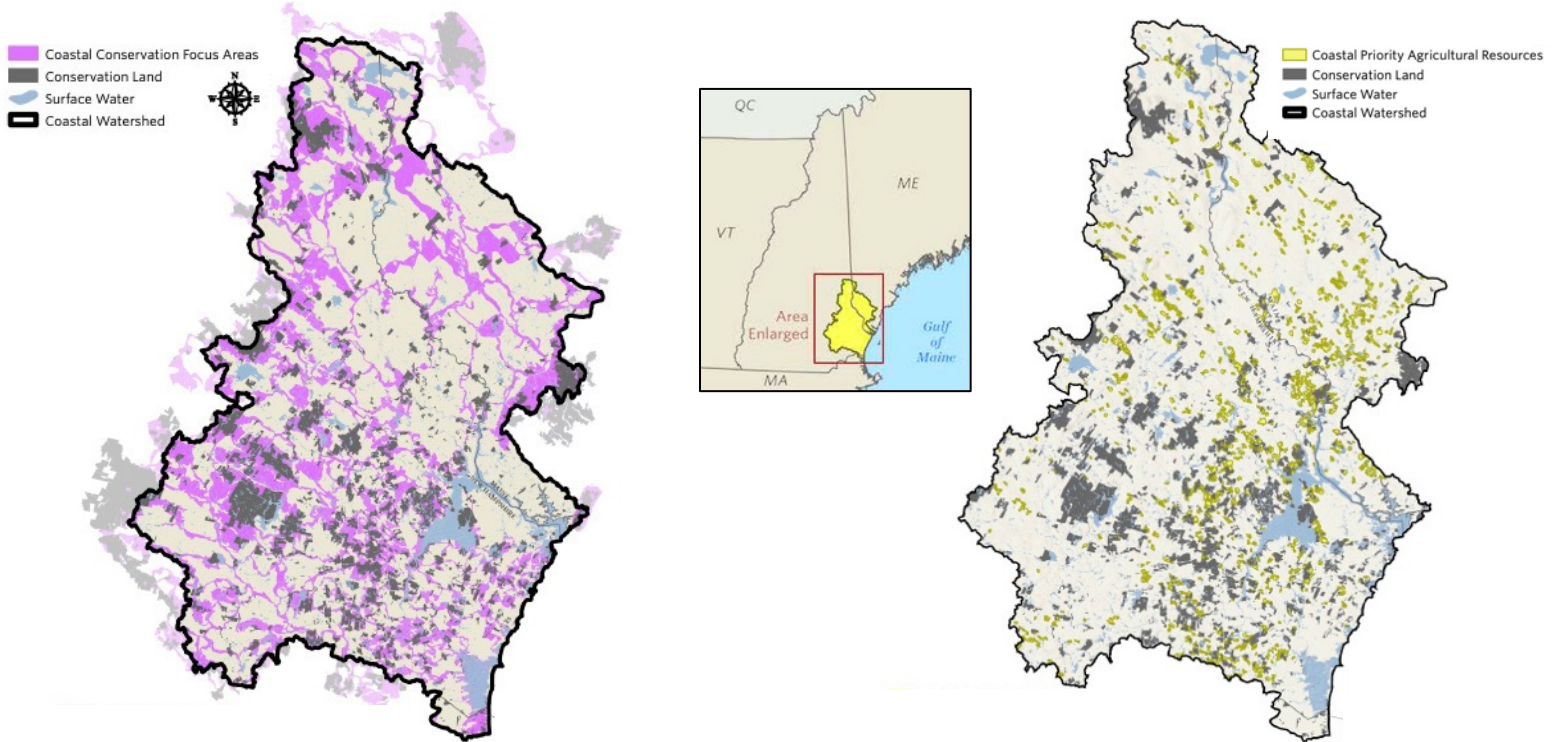 Coastal Conservation Focus Areas
Conservation Land
Surface Water
Coastal Watershed
N
W
E
S
QC
ME
VT
Area
Enlarged
Gulf
of
Maine
MA
Coastal Priority Agricultural Resources
Conservation Land
Surface Water
Coastal Watershed